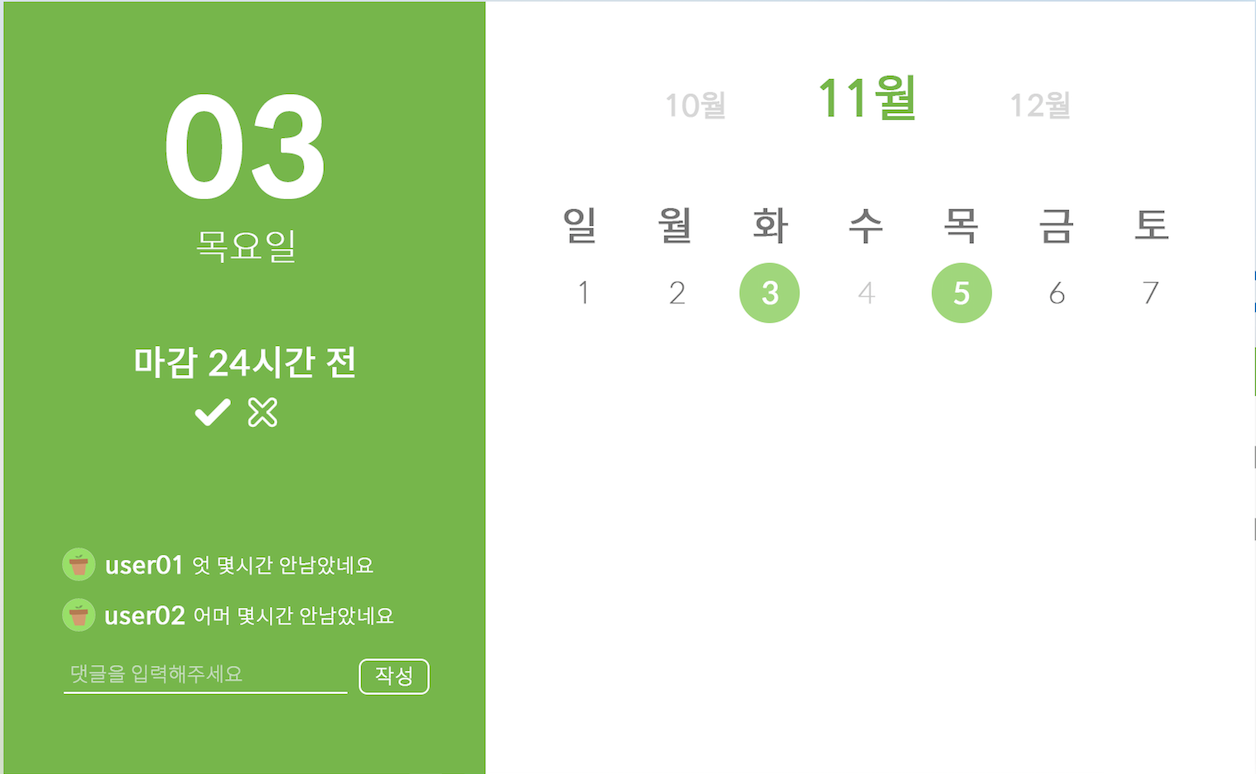 03
목요일
마감 24시간 전
user01 엇 몇시간 안남았네요
user02 어머 몇시간 안남았네요
댓글을 입력해주세요 작성
10월 11월 12월
일 월 화 수 목 금 토
1 2 3 4 5 6 7